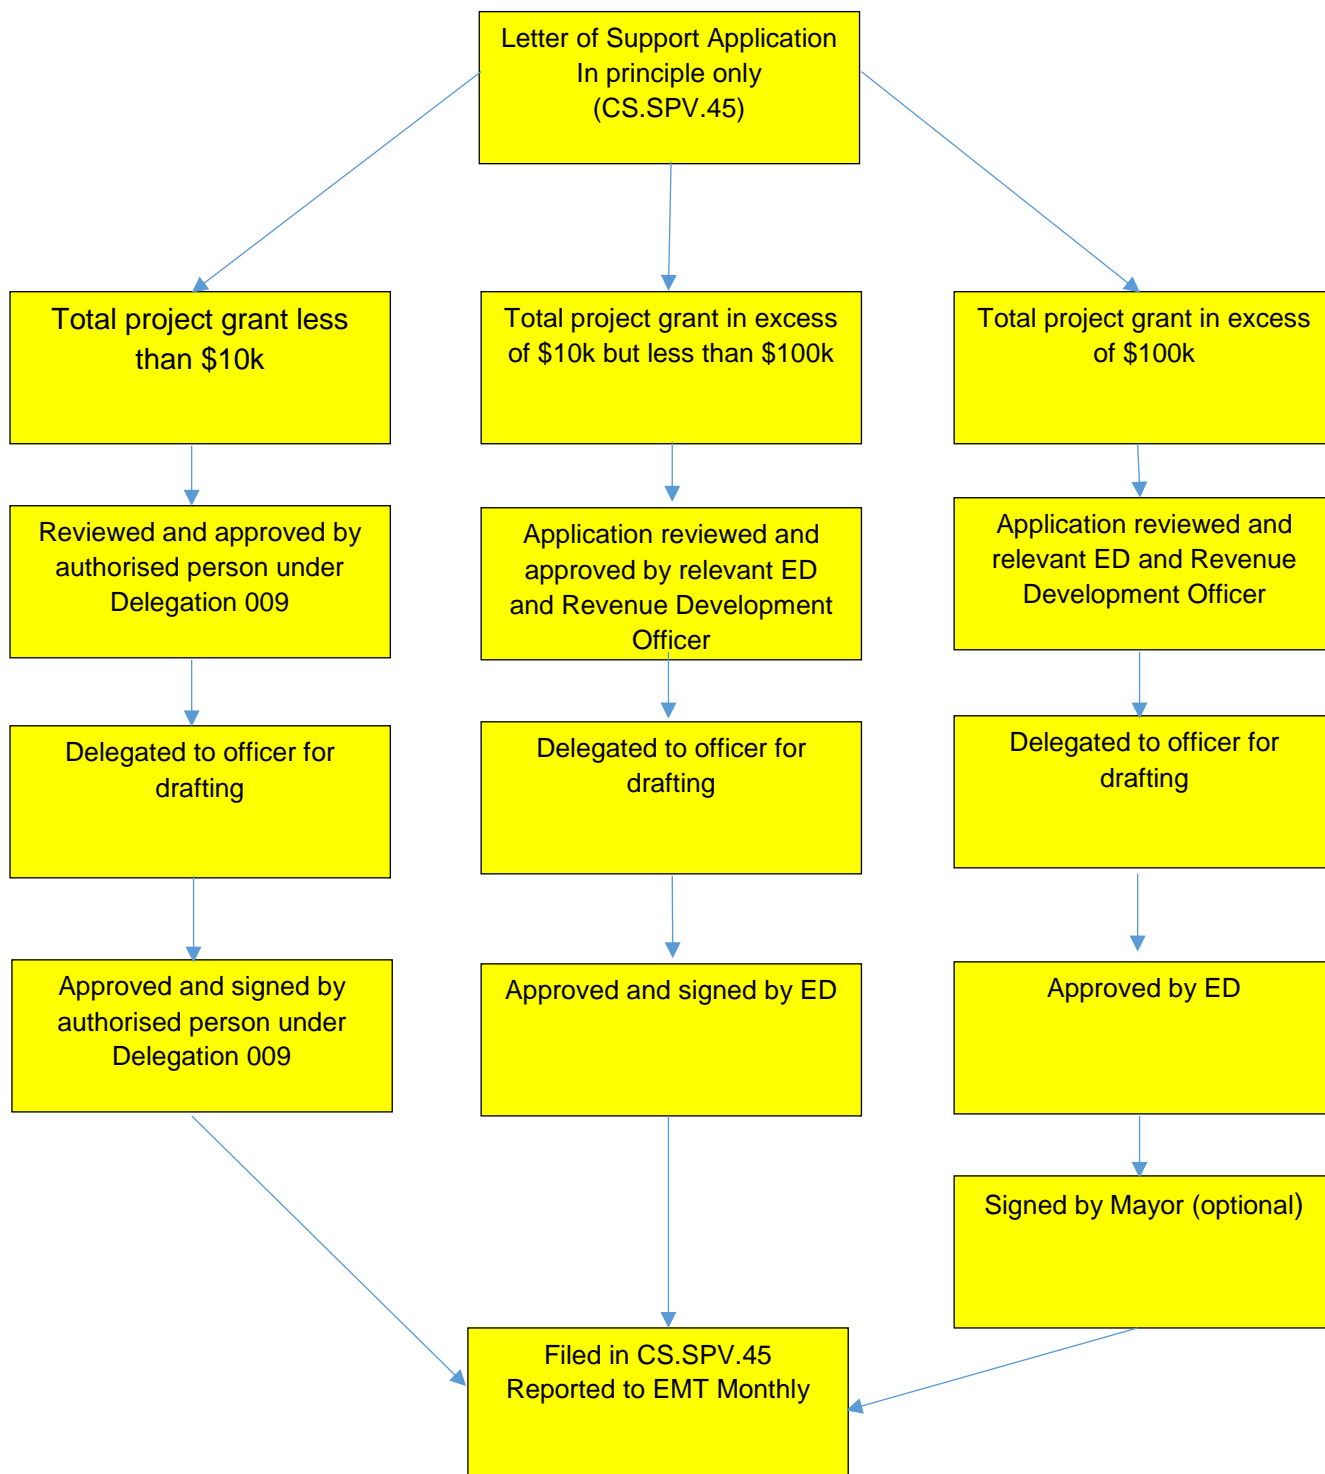 Letter of Support Application
In principle only
(CS.SPV.45)
Total project grant less
than $10k
Total project grant in excess
of $10k but less than $100k
Total project grant in excess
of $100k
Reviewed and approved by
authorised person under
Delegation 009
Application reviewed and
approved by relevant ED
and Revenue Development
Officer
Application reviewed and
relevant ED and Revenue
Development Officer
Delegated to officer for
drafting
Delegated to officer for
drafting
Delegated to officer for
drafting
Approved and signed by
authorised person under
Delegation 009
Approved and signed by ED
Approved by ED
Signed by Mayor (optional)
Filed in CS.SPV.45
Reported to EMT Monthly